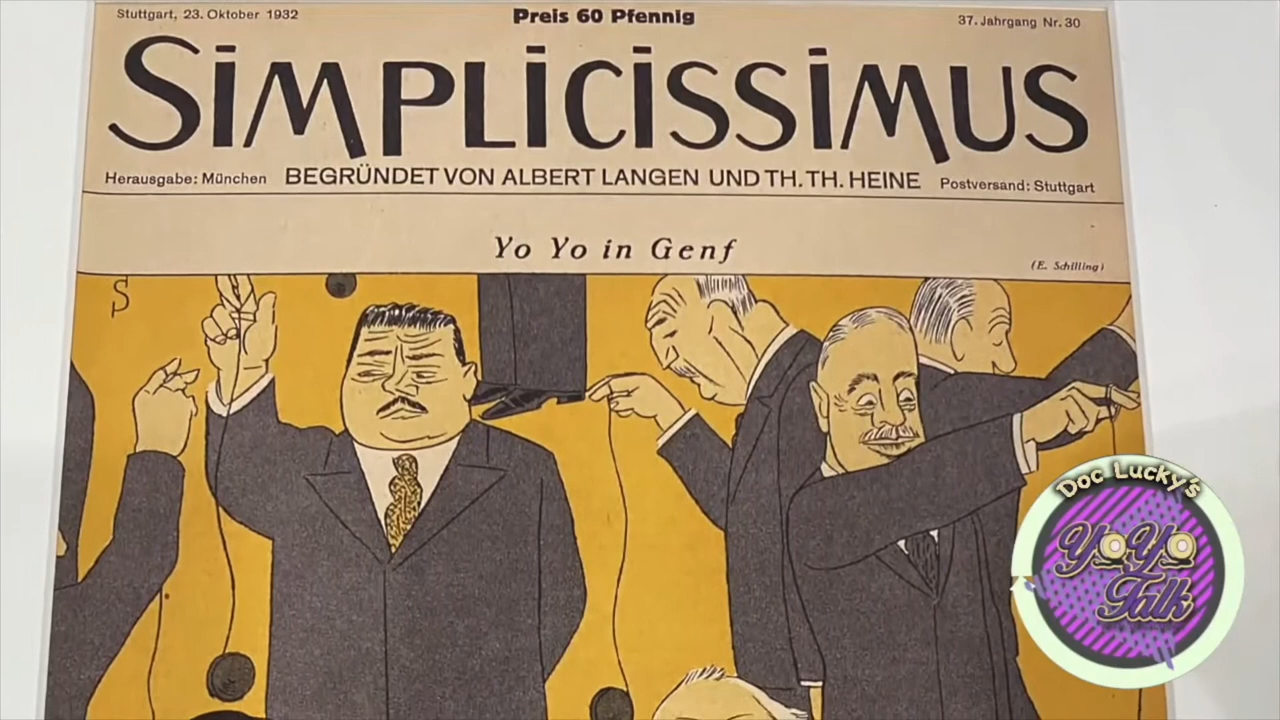 Stuttgart, 23. Oktober 1932
Preis 60 Pfennig
37. Jahrgang Nr. 30
SiMPLiCiSSiMUS
Herausgabe: München
BEGRÜNDET VON ALBERT LANGEN UND TH. TH. HEINE
Postversand: Stuttgart
Yo Yo in Genf
(E. Schilling)
S
Doc Lucky's
YoYo
Talk